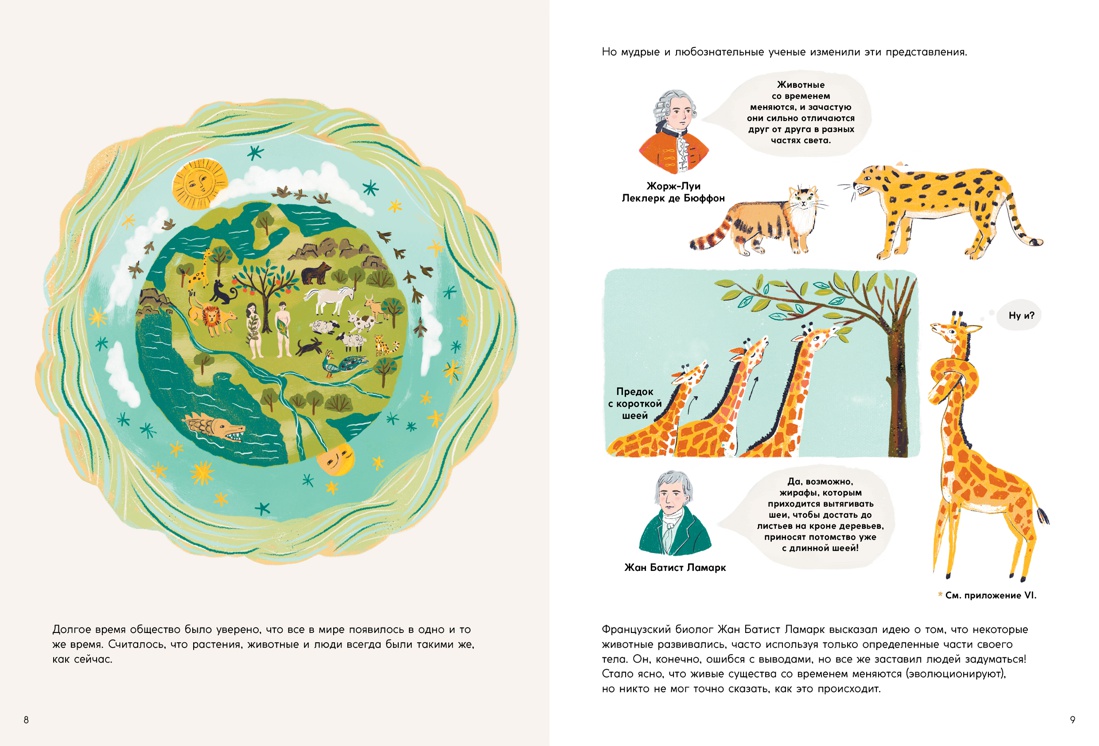 Долгое время общество было уверено, что все в мире появилось в одно и то
же время. Считалось, что растения, животные и люди всегда были такими же,
как сейчас.
8
Но мудрые и любознательные ученые изменили эти представления.
Животные
со временем
меняются, и зачастую
они сильно отличаются
друг от друга в разных
частях света.
Жорж-Луи
Леклерк де Бюффон
Ну и?
Предок
с короткой
шеей
Да, возможно,
жирафы, которым
приходится вытягивать
шеи, чтобы достать до
листьев на кроне деревьев,
приносят потомство уже
с длинной шеей!
Жан Батист Ламарк
* См. приложение VI.
Французский биолог Жан Батист Ламарк высказал идею о том, что некоторые
животные развивались, часто используя только определенные части своего
тела. Он, конечно, ошибся с выводами, но все же заставил людей задуматься!
Стало ясно, что живые существа со временем меняются (эволюционируют),
но никто не мог точно сказать, как это происходит.
9